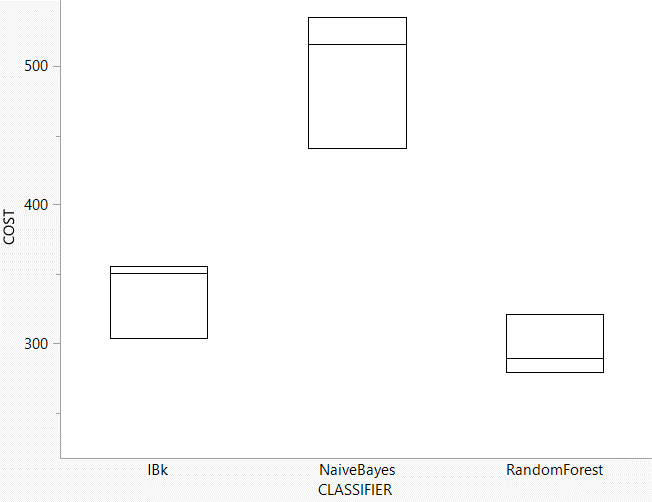 500
400
300
COST
IBk NaiveBayes RandomForest
CLASSIFIER